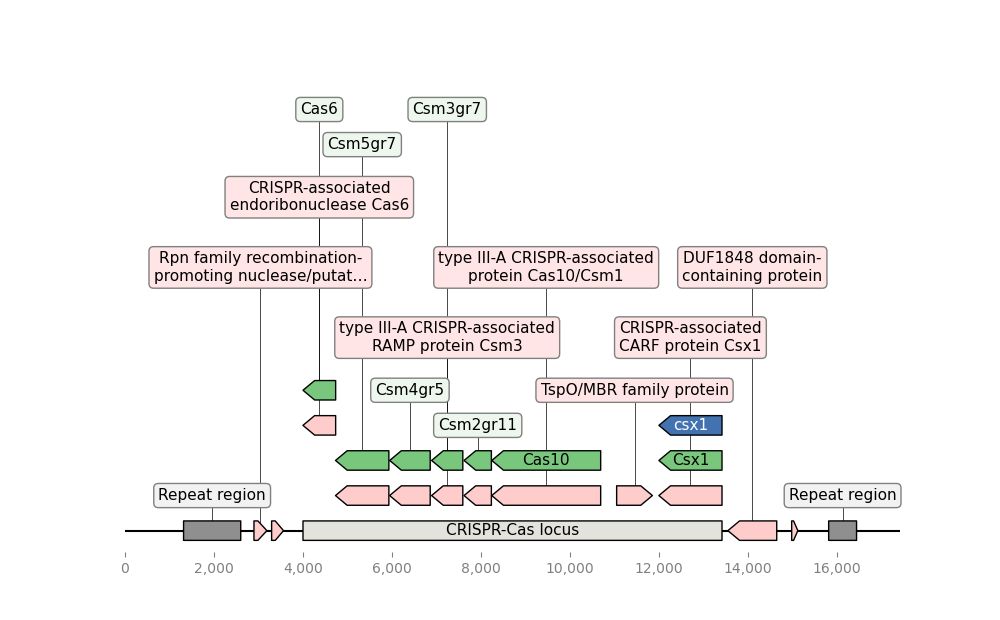 Cas6
Csm3gr7
Csm5gr7
CRISPR-associated
endoribonuclease Cas6
Rpn family recombination-
promoting nuclease/putat...
type III-A CRISPR-associated
protein Cas10/Csm1
DUF1848 domain-
containing protein
type III-A CRISPR-associated
RAMP protein Csm3
CRISPR-associated
CARF protein Csx1
Csm4gr5
TspO/MBR family protein
Csm2gr11
csx1
Cas10
Csx1
Repeat region
Repeat region
CRISPR-Cas locus
0
2,000
4,000
6,000
8,000
10,000
12,000
14,000
16,000